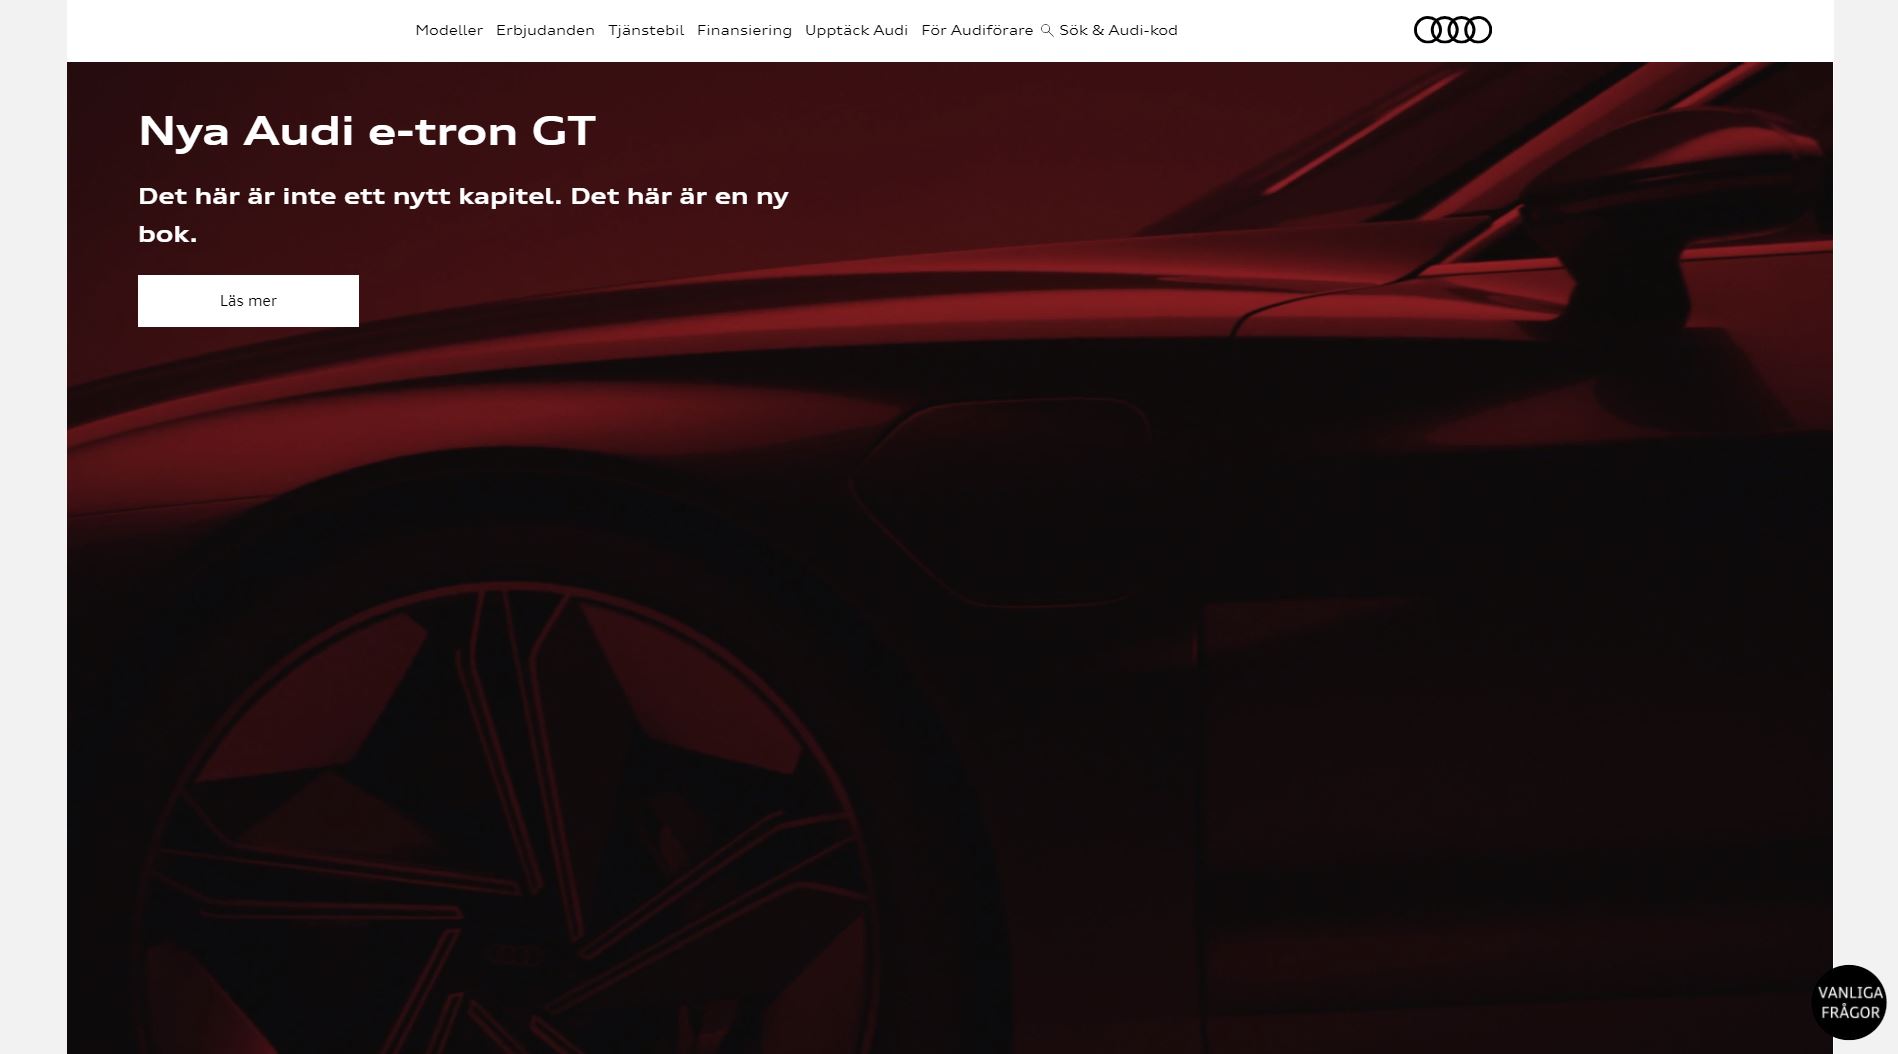 Modeller Erbjudanden Tjänstebil Finansiering Upptäck Audi För Audiförare Sök & Audi-kod
Nya Audi e-tron GT
Det här är inte ett nytt kapitel. Det här är en ny
bok.
Läs mer
VANLIGA
FRÅGOR